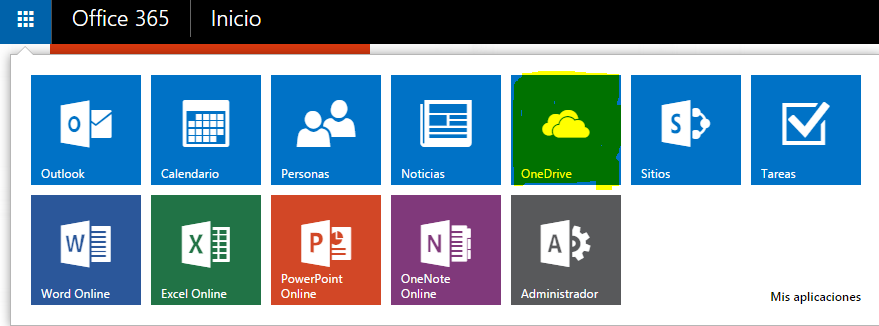 Office 365
Inicio
O
Outlook
Calendario
Personas
Noticias
OneDrive
S
Sitios
Tareas
W
Word Online
X
Excel Online
P
PowerPoint
Online
N
OneNote
Online
A
Administrador
Mis aplicaciones